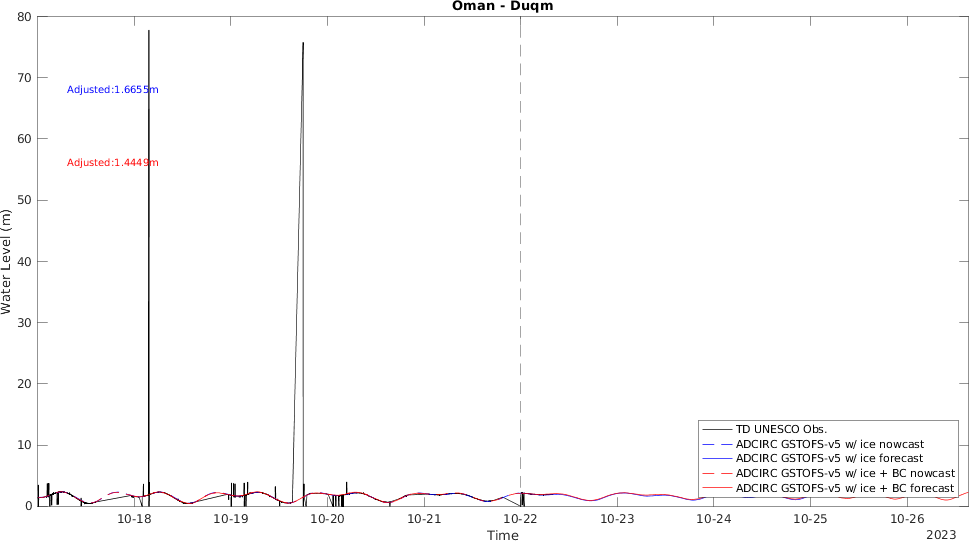 Oman - Duqm
80
70
60
50
40
30
20
10
0
Water Level (m)
Adjusted:1.6655m
Adjusted:1.4449m
TD UNESCO Obs.
ADCIRC GSTOFS-v5 w/ ice nowcast
ADCIRC GSTOFS-v5 w/ ice forecast
ADCIRC GSTOFS-v5 w/ ice + BC nowcast
ADCIRC GSTOFS-v5 w/ ice + BC forecast
10-18 10-19 10-20 10-21 10-22 10-23 10-24 10-25 10-26
Time
2023